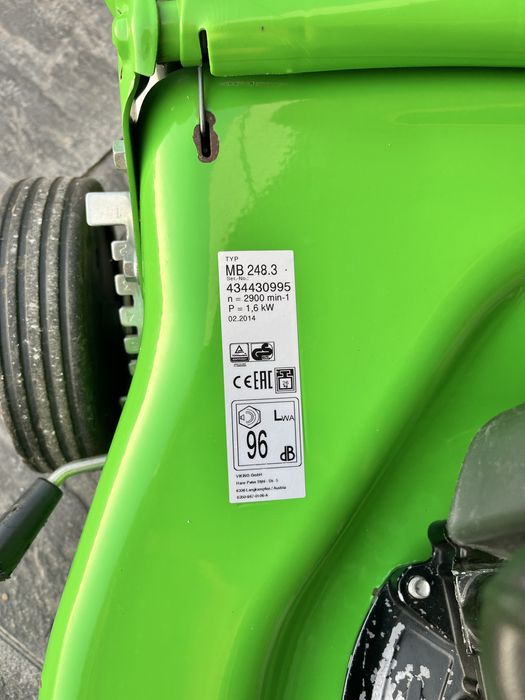 TYP
MB 248.3
Ser.-No.:
434430995
n = 2900 min-1
P = 1,6 kW
02.2014
CE EAC
LWA
96
dB
VIKING GmbH
Hans Peter Stihl - Str. 5
6336 Langkampfen / Austria